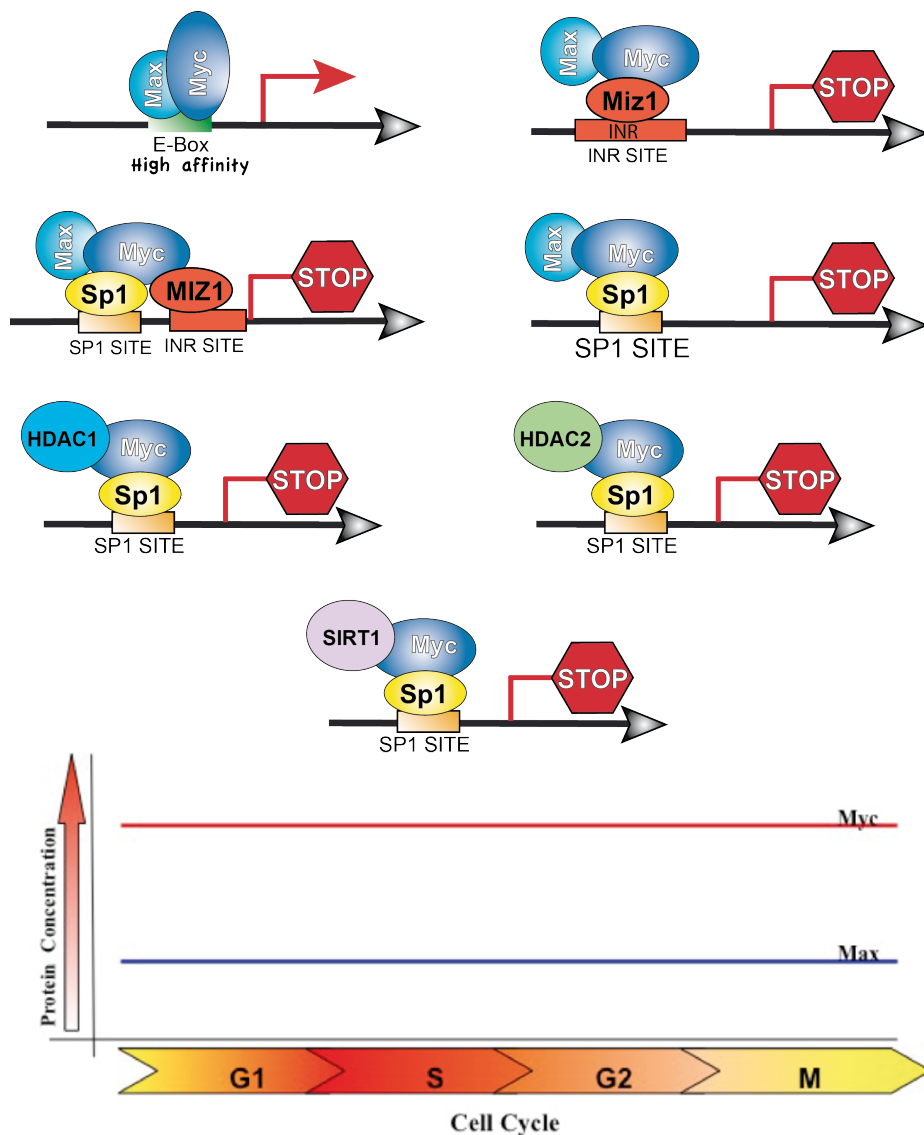 Max
Myc
E-Box
High affinity
Max
Myc
Miz1
INR
INR SITE
STOP
Max
Myc
Sp1
MIZ1
STOP
SP1 SITE
INR SITE
Max
Myc
Sp1
STOP
SP1 SITE
HDAC1
Myc
Sp1
STOP
SP1 SITE
HDAC2
Myc
Sp1
STOP
SP1 SITE
SIRT1
Myc
Sp1
STOP
SP1 SITE
Protein Concentration
Myc
Max
G1
S
G2
M
Cell Cycle